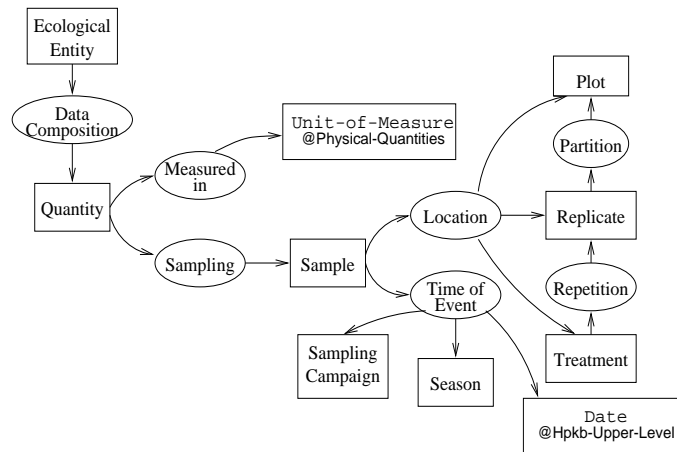 Ecological
Entity
Data
Composition
Quantity
Measured
in
Unit-of-Measure
@Physical-Quantities
Sampling
Sample
Location
Time of
Event
Sampling
Campaign
Season
Date
@Hpkb-Upper-Level
Plot
Partition
Replicate
Repetition
Treatment